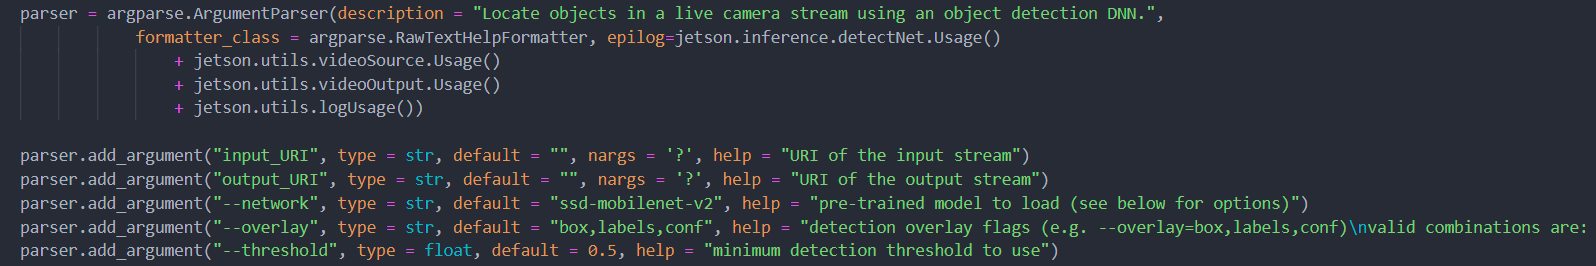 parser = argparse.ArgumentParser(description = "Locate objects in a live camera stream using an object detection DNN.",
formatter_class = argparse.RawTextHelpFormatter, epilog=jetson.inference.detectNet.Usage()
+ jetson.utils.videoSource.Usage()
+ jetson.utils.videoOutput.Usage()
+ jetson.utils.logUsage())
parser.add_argument("input_URI", type = str, default = "", nargs = '?', help = "URI of the input stream")
parser.add_argument("output_URI", type = str, default = "", nargs = '?', help = "URI of the output stream")
parser.add_argument("--network", type = str, default = "ssd-mobilenet-v2", help = "pre-trained model to load (see below for options)")
parser.add_argument("--overlay", type = str, default = "box,labels,conf", help = "detection overlay flags (e.g. --overlay=box,labels,conf)\nvalid combinations are:
parser.add_argument("--threshold", type = float, default = 0.5, help = "minimum detection threshold to use")